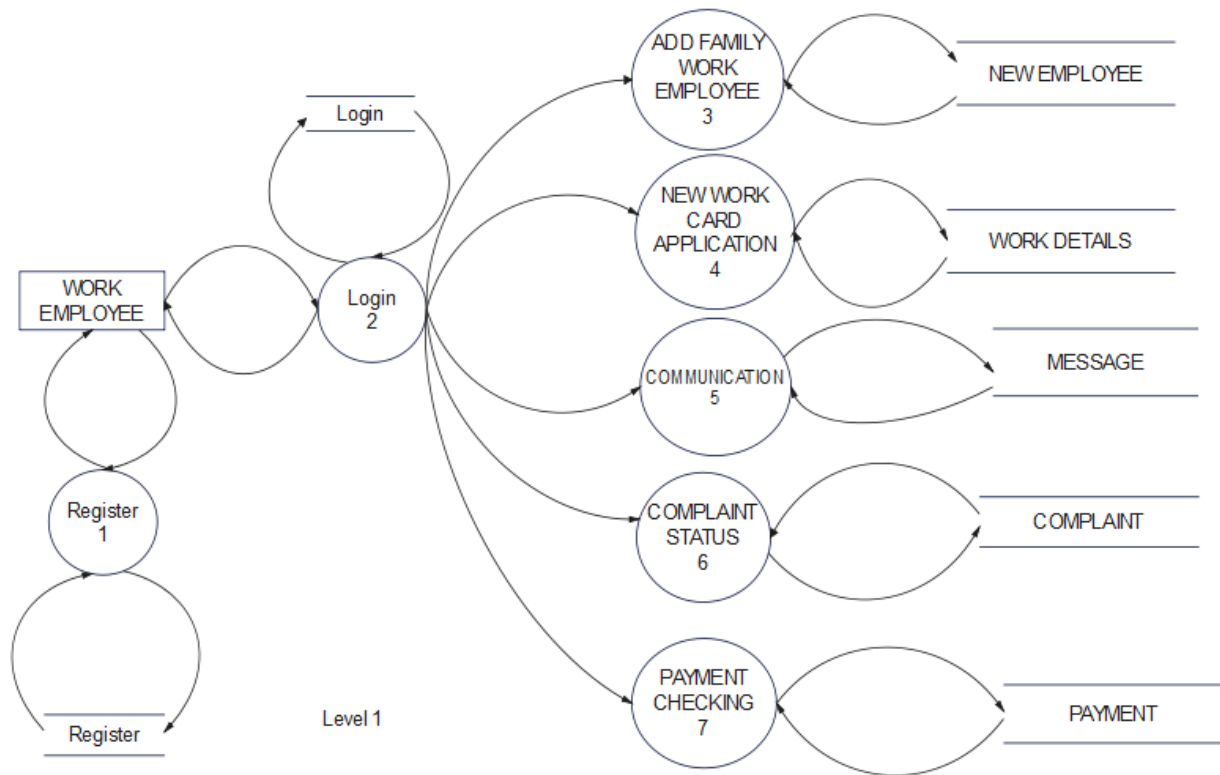 ADD FAMILY
WORK
EMPLOYEE
3
NEW EMPLOYEE
Login
NEW WORK
CARD
APPLICATION
4
WORK DETAILS
WORK
EMPLOYEE
Login
2
COMMUNICATION
5
MESSAGE
Register
1
COMPLAINT
STATUS
6
COMPLAINT
PAYMENT
CHECKING
7
PAYMENT
Register
Level 1